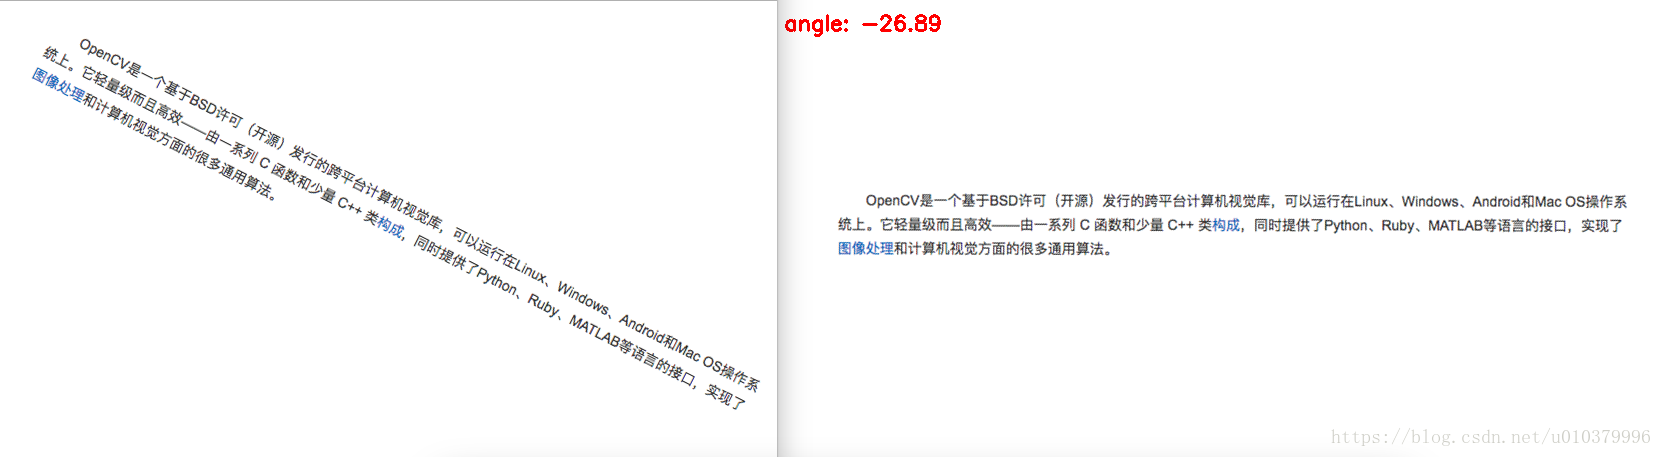 OpenCV是一个基于BSD许可（开源）发行的跨平台计算机视觉库，可以运行在Linux、Windows、Android和Mac OS操作系
统上。它轻量级而且高效——由一系列 C 函数和少量 C++ 类构成，同时提供了Python、Ruby、MATLAB等语言的接口，实现了
图像处理和计算机视觉方面的很多通用算法。
angle: -26.89
OpenCV是一个基于BSD许可（开源）发行的跨平台计算机视觉库，可以运行在Linux、Windows、Android和Mac OS操作系
统上。它轻量级而且高效——由一系列 C 函数和少量 C++ 类构成，同时提供了Python、Ruby、MATLAB等语言的接口，实现了
图像处理和计算机视觉方面的很多通用算法。
https://blog.csdn.net/u010379996